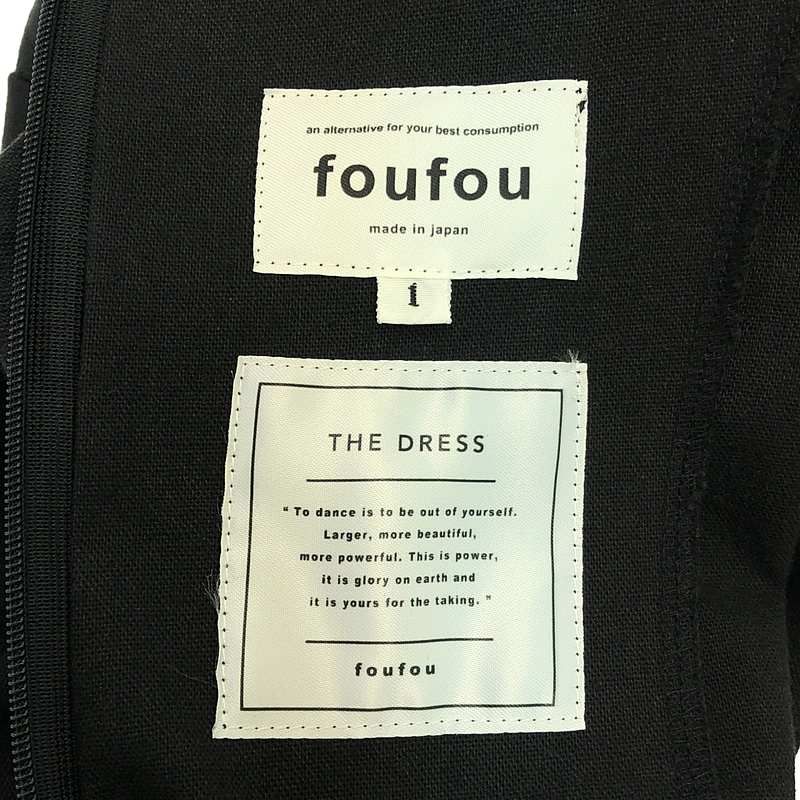 an alternative for your best consumption
foufou
made in japan
1
THE DRESS
" To dance is to be out of yourself.
Larger, more beautiful,
more powerful. This is power,
it is glory on earth and
it is yours for the taking. "
foufou